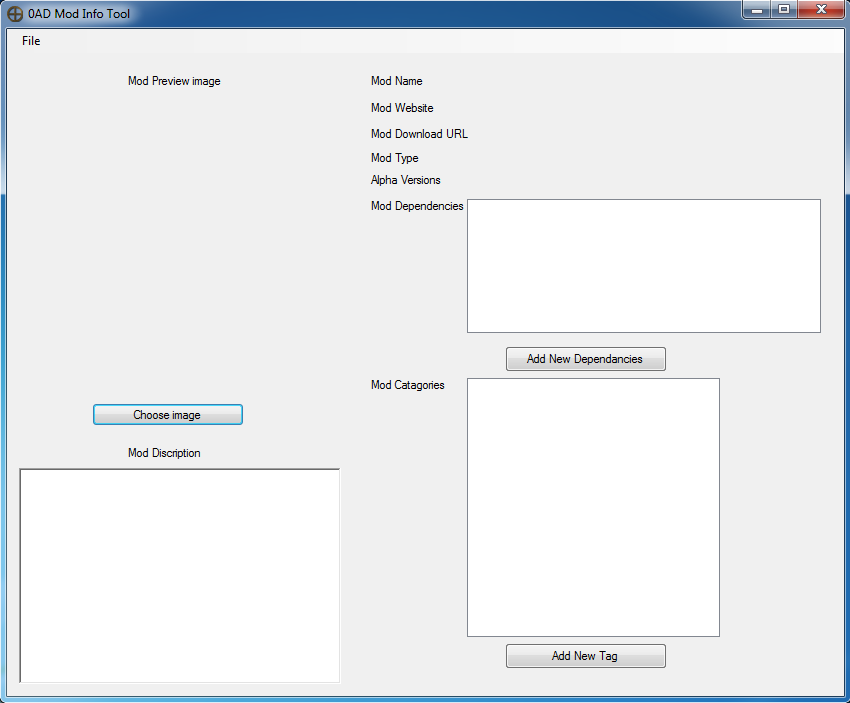 0AD Mod Info Tool
File
Mod Preview image
Mod Name
Mod Website
Mod Download URL
Mod Type
Alpha Versions
Mod Dependencies
Add New Dependancies
Mod Catagories
Choose image
Mod Discription
Add New Tag